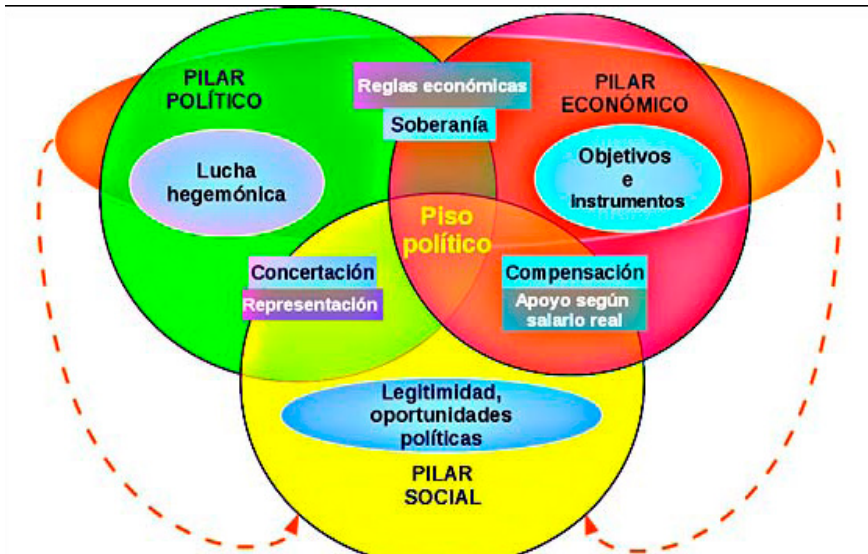 PILAR
POLÍTICO
Reglas económicas
Soberanía
PILAR
ECONÓMICO
Lucha
hegemónica
Objetivos
e
instrumentos
Piso
político
Concertación
Representación
Compensación
Apoyo según
salario real
Legitimidad,
oportunidades
políticas
PILAR
SOCIAL